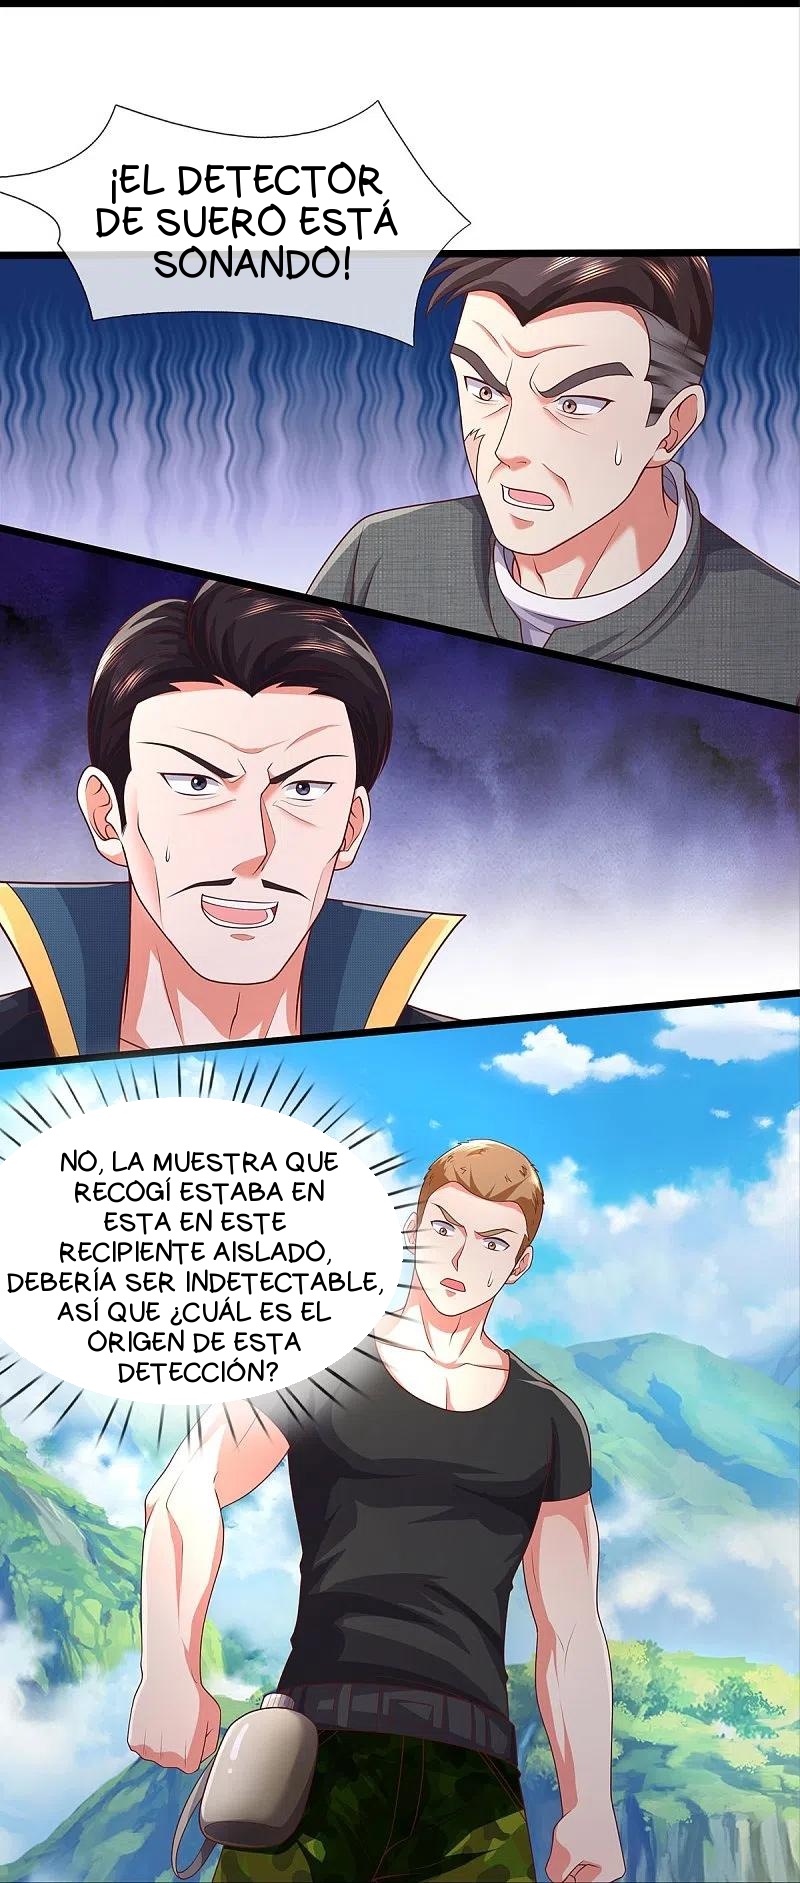 ¡EL DETECTOR
DE SUERO ESTÁ
SONANDO!
NO, LA MUESTRA QUE
RECOGÍ ESTABA EN
ESTA EN ESTE
RECIPIENTE AISLADO,
DEBERÍA SER INDETECTABLE,
ASÍ QUE ¿CUÁL ES EL
ORIGEN DE ESTA
DETECCIÓN?